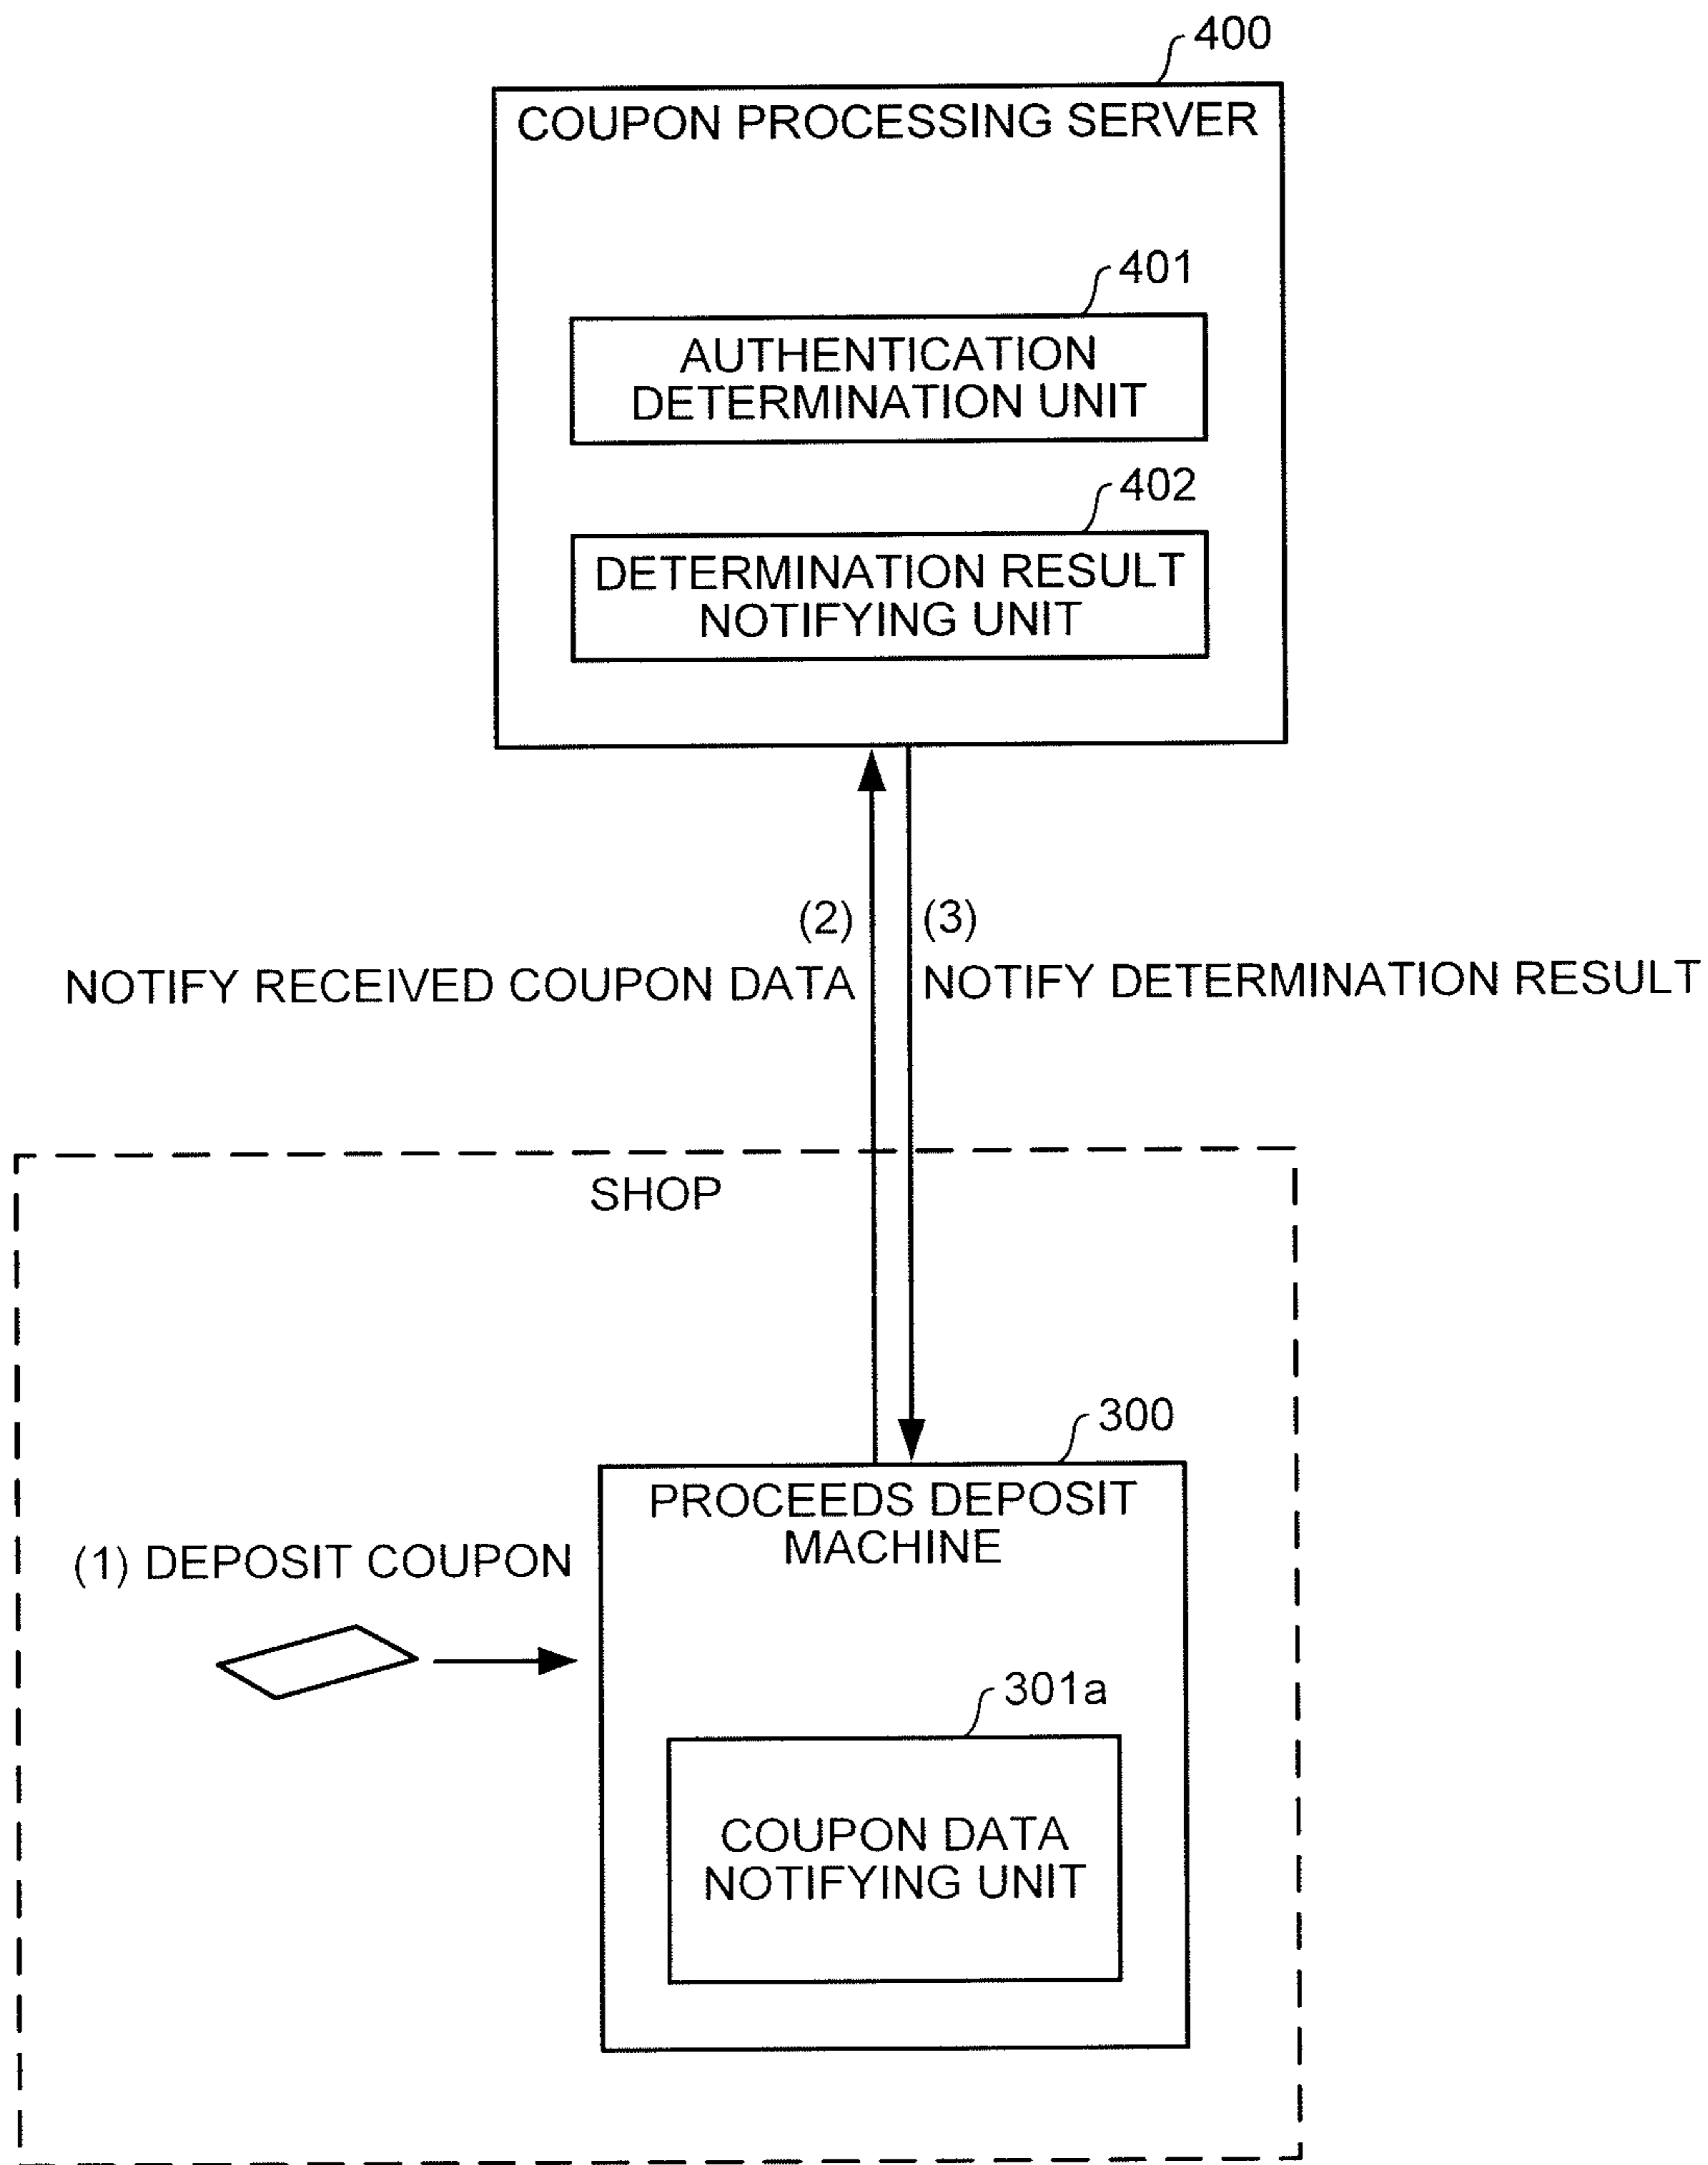 400
COUPON PROCESSING SERVER
401
AUTHENTICATION
DETERMINATION UNIT
402
DETERMINATION RESULT
NOTIFYING UNIT
(2)
NOTIFY RECEIVED COUPON DATA
(3)
NOTIFY DETERMINATION RESULT
SHOP
300
PROCEEDS DEPOSIT
MACHINE
(1) DEPOSIT COUPON
301a
COUPON DATA
NOTIFYING UNIT